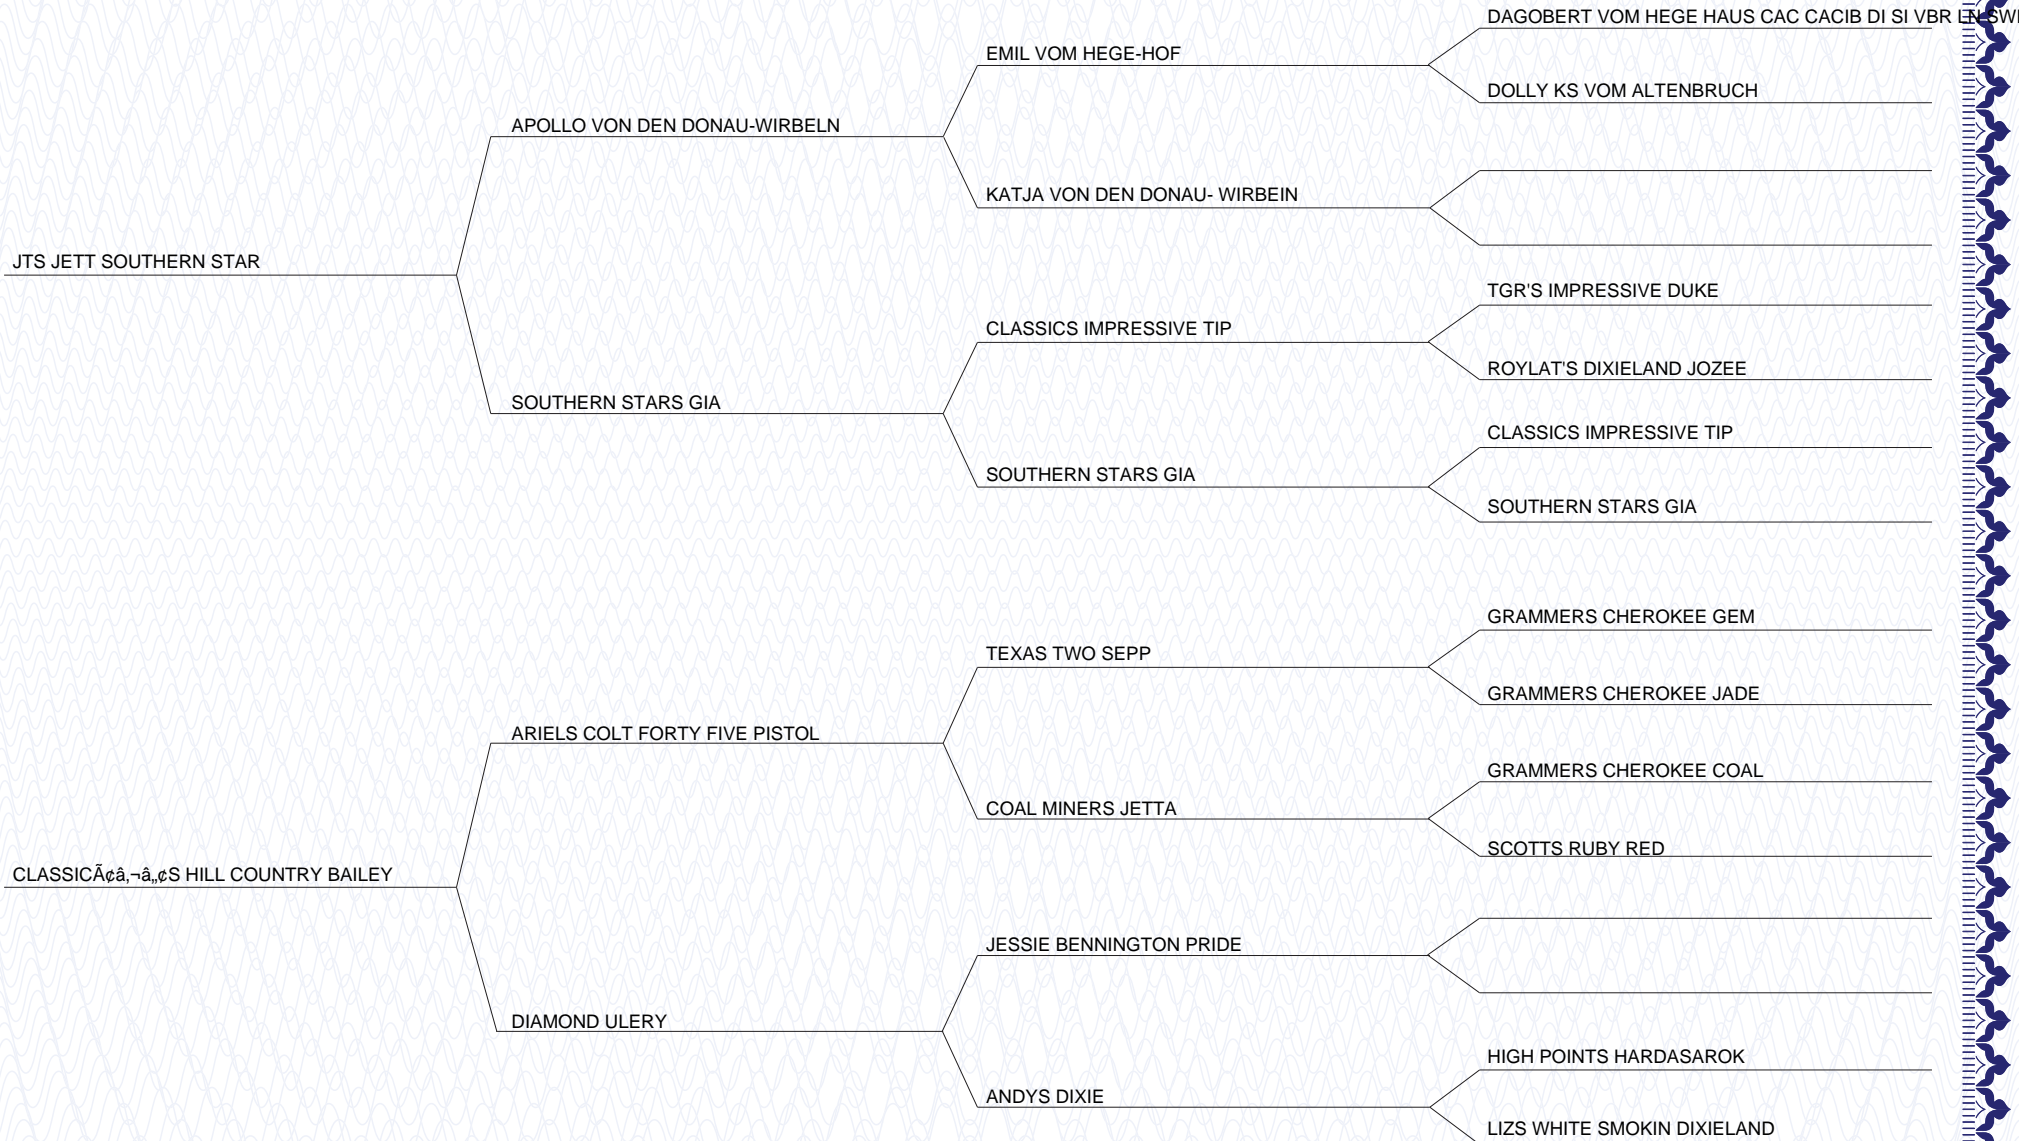 DAGOBERT VOM HEGE HAUS CAC CACIB DI SI VBR LN SW
EMIL VOM HEGE-HOF
DOLLY KS VOM ALTENBRUCH
APOLLO VON DEN DONAU-WIRBELN
KATJA VON DEN DONAU- WIRBEIN
JTS JETT SOUTHERN STAR
TGR'S IMPRESSIVE DUKE
CLASSICS IMPRESSIVE TIP
ROYLAT'S DIXIELAND JOZEE
SOUTHERN STARS GIA
CLASSICS IMPRESSIVE TIP
SOUTHERN STARS GIA
SOUTHERN STARS GIA
GRAMMERS CHEROKEE GEM
TEXAS TWO SEPP
GRAMMERS CHEROKEE JADE
ARIELS COLT FORTY FIVE PISTOL
GRAMMERS CHEROKEE COAL
COAL MINERS JETTA
SCOTTS RUBY RED
CLASSICÃ¢â‚¬â„¢S HILL COUNTRY BAILEY
JESSIE BENNINGTON PRIDE
DIAMOND ULERY
HIGH POINTS HARDASAROK
ANDYS DIXIE
LIZS WHITE SMOKIN DIXIELAND